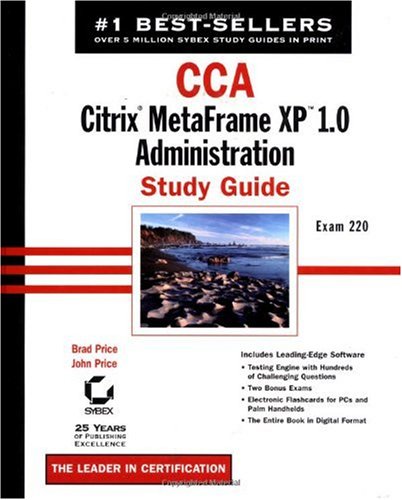 #1 BEST-SELLERS
OVER 5 MILLION SYBEX STUDY GUIDES IN PRINT
CCA
Citrix® MetaFrame XP™ 1.0
Administration
Study Guide
Exam 220
Brad Price
John Price
SYBEX
25 YEARS
OF PUBLISHING
EXCELLENCE
Includes Leading-Edge Software
• Testing Engine with Hundreds
of Challenging Questions
• Two Bonus Exams
• Electronic Flashcards for PCs and
Palm Handhelds
• The Entire Book in Digital Format
THE LEADER IN CERTIFICATION